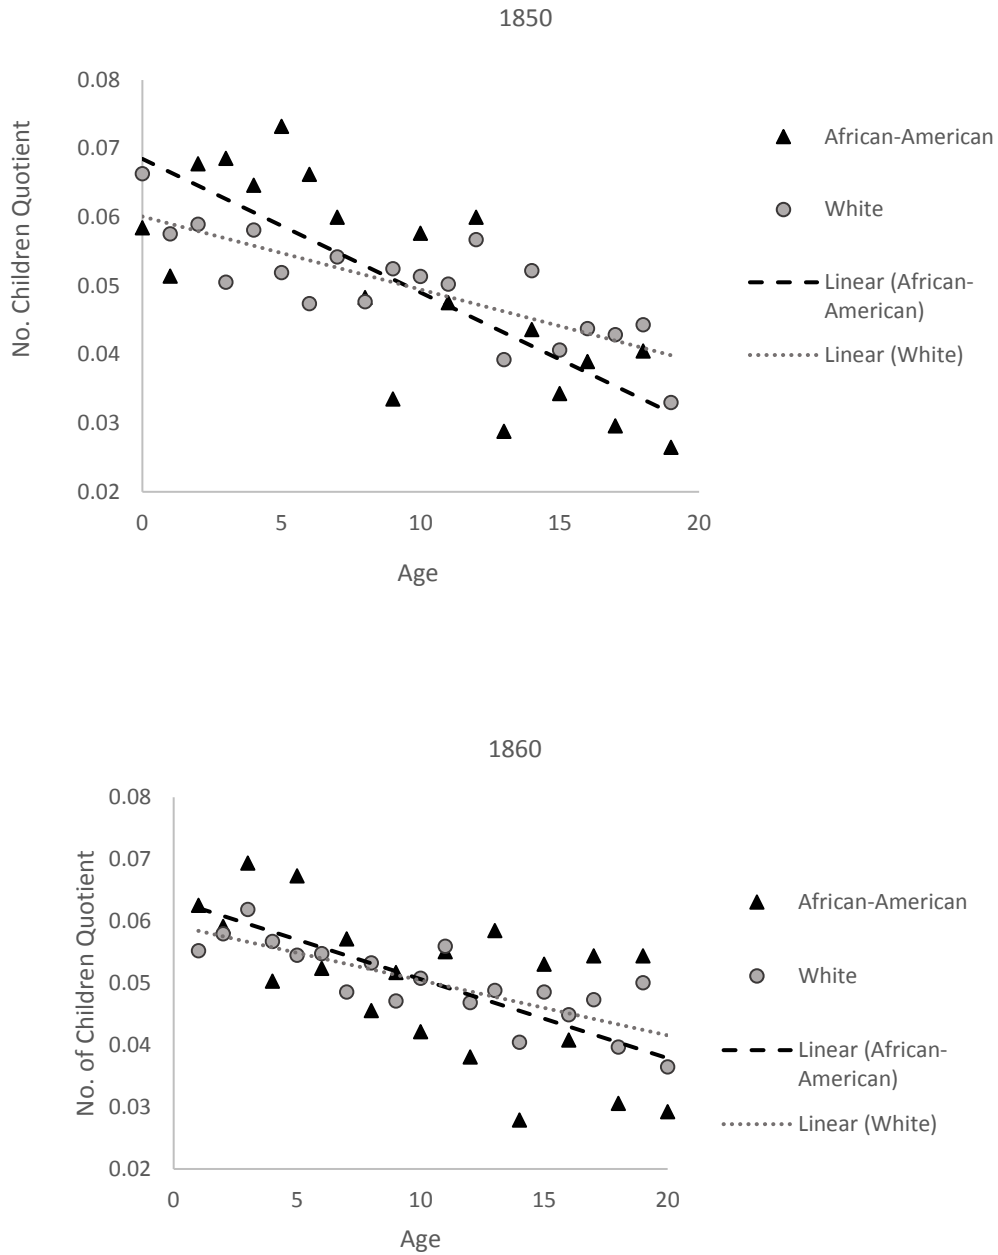 1850
No. Children Quotient
0.08
0.07
0.06
0.05
0.04
0.03
0.02
0 5 10 15 20
Age
African-American
White
Linear (African-
American)
Linear (White)
1860
No. of Children Quotient
0.08
0.07
0.06
0.05
0.04
0.03
0.02
0 5 10 15 20
Age
African-American
White
Linear (African-
American)
Linear (White)